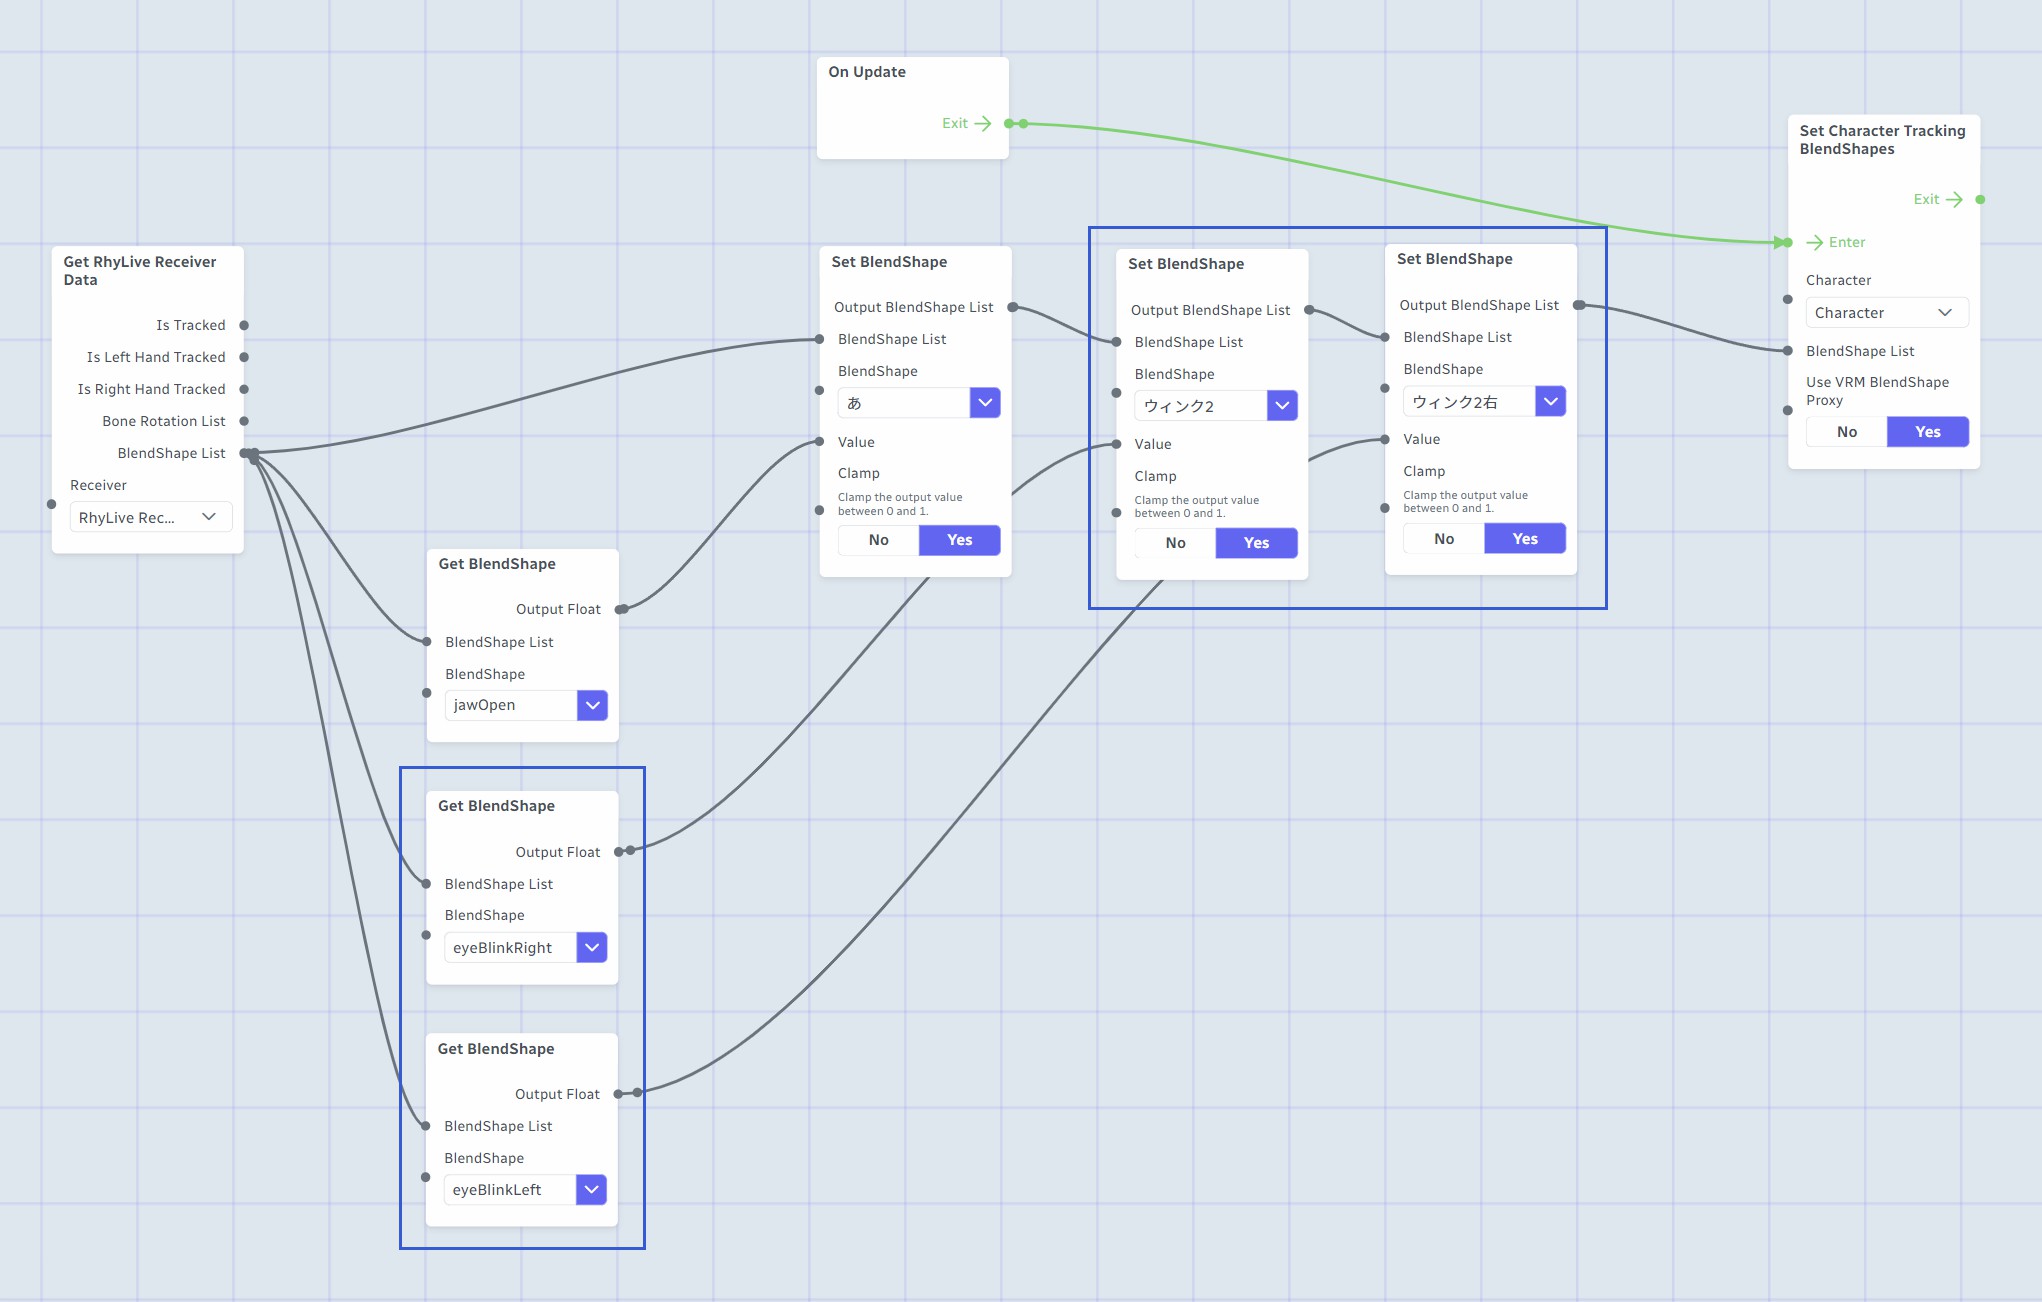 On Update
Exit
Set Character Tracking
BlendShapes
Exit
Enter
Character
Character
BlendShape List
Use VRM BlendShape
Proxy
No
Yes
Get RhyLive Receiver
Data
Is Tracked
Is Left Hand Tracked
Is Right Hand Tracked
Bone Rotation List
BlendShape List
Receiver
RhyLive Rec...
Set BlendShape
Output BlendShape List
BlendShape List
BlendShape
あ
Value
Clamp
Clamp the output value
between 0 and 1.
No
Yes
Set BlendShape
Output BlendShape List
BlendShape List
BlendShape
ウィンク2
Value
Clamp
Clamp the output value
between 0 and 1.
No
Yes
Set BlendShape
Output BlendShape List
BlendShape List
BlendShape
ウィンク2右
Value
Clamp
Clamp the output value
between 0 and 1.
No
Yes
Get BlendShape
Output Float
BlendShape List
BlendShape
jawOpen
Get BlendShape
Output Float
BlendShape List
BlendShape
eyeBlinkRight
Get BlendShape
Output Float
BlendShape List
BlendShape
eyeBlinkLeft